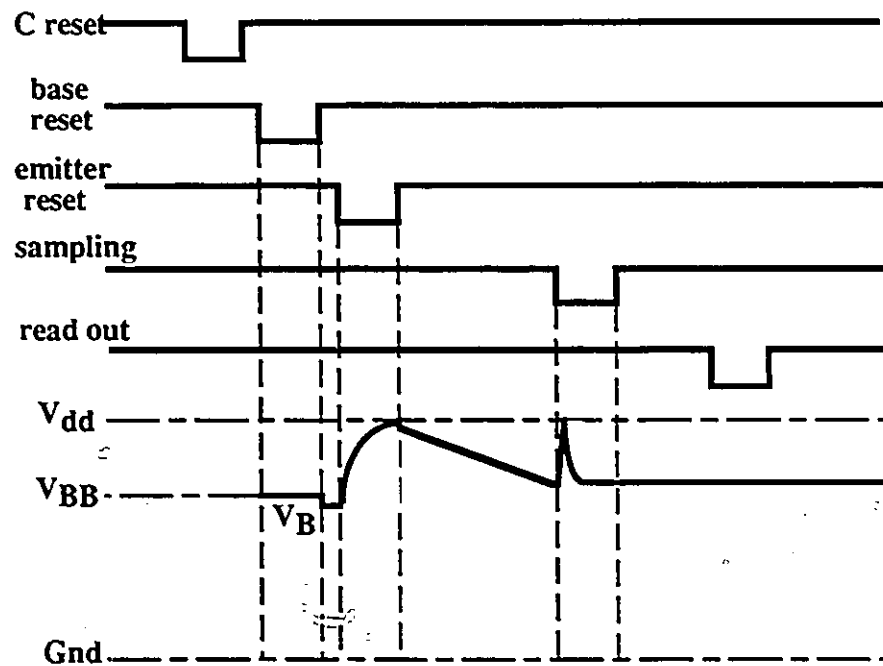 C reset
base
reset
emitter
reset
sampling
read out
Vdd
VBB
VB
Gnd